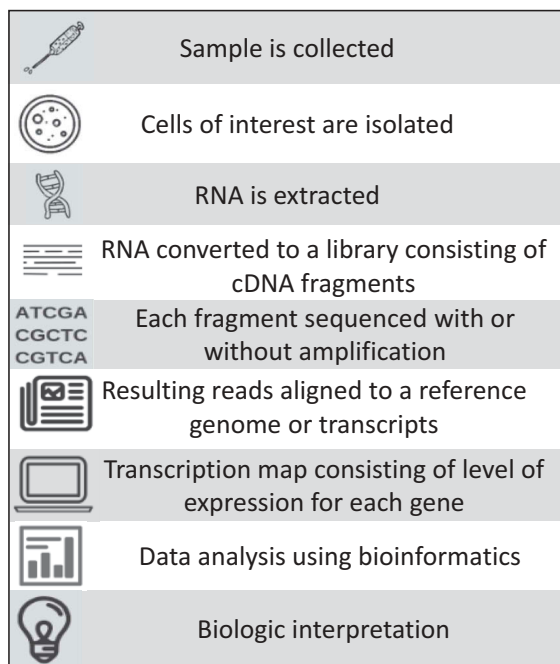 Sample is collected
Cells of interest are isolated
RNA is extracted
RNA converted to a library consisting of
cDNA fragments
ATCGA
CGCTC
CGTCA
Each fragment sequenced with or
without amplification
Resulting reads aligned to a reference
genome or transcripts
Transcription map consisting of level of
expression for each gene
Data analysis using bioinformatics
Biologic interpretation